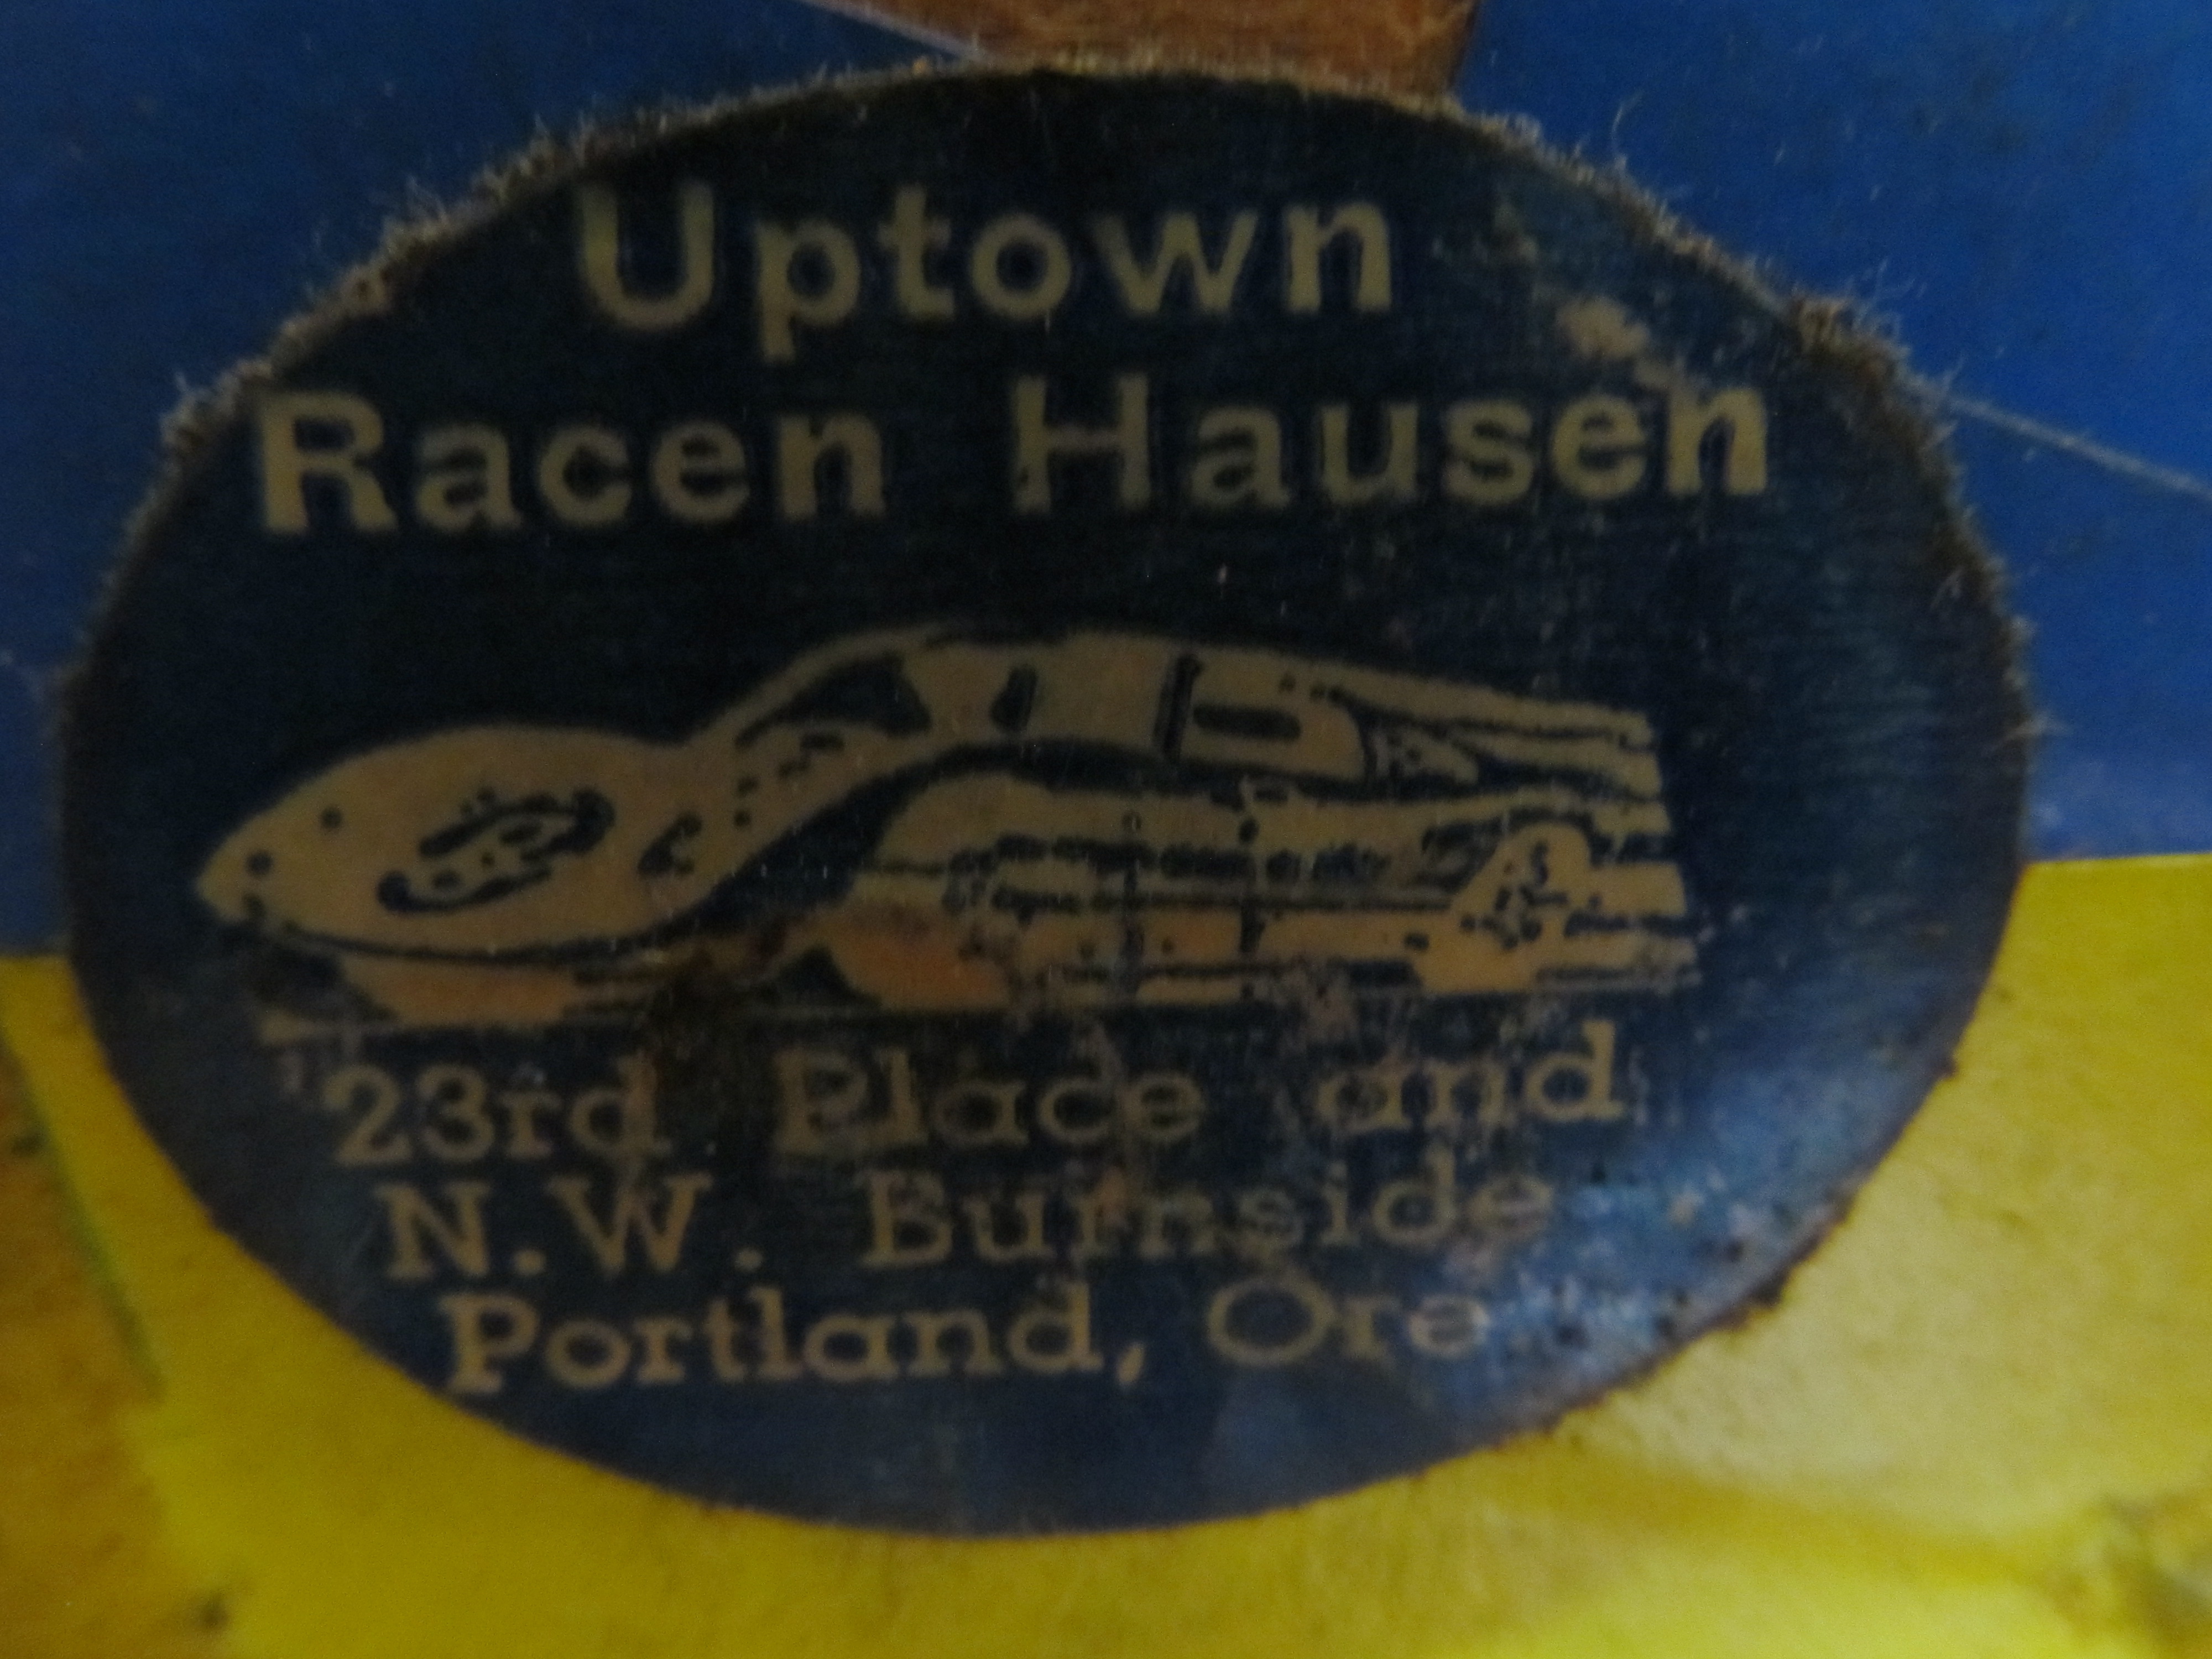 Uptown
Racen Hausen
23rd Place and
N.W. Burnside
Portland, Ore